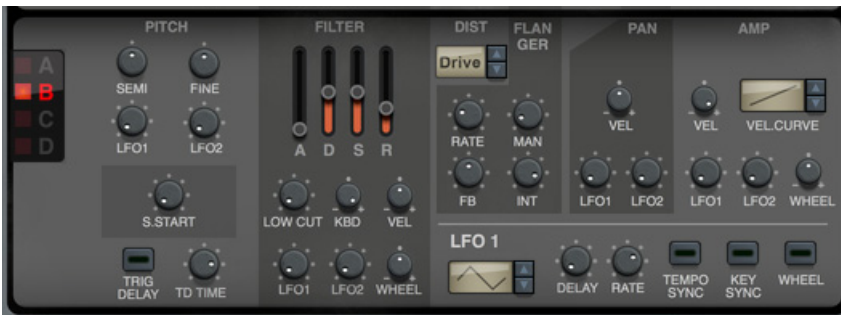 PITCH
FILTER
DIST
FLAN
GER
PAN
AMP
A
B
C
D
SEMI
FINE
LFO1
LFO2
S.START
TRIG
DELAY
TD TIME
A D S R
LOW CUT
KBD
VEL
LFO1
LFO2
WHEEL
Drive
RATE
MAN
FB
INT
VEL
LFO1
LFO2
VEL
VEL.CURVE
LFO1
LFO2
WHEEL
LFO 1
DELAY
RATE
TEMPO
SYNC
KEY
SYNC
WHEEL